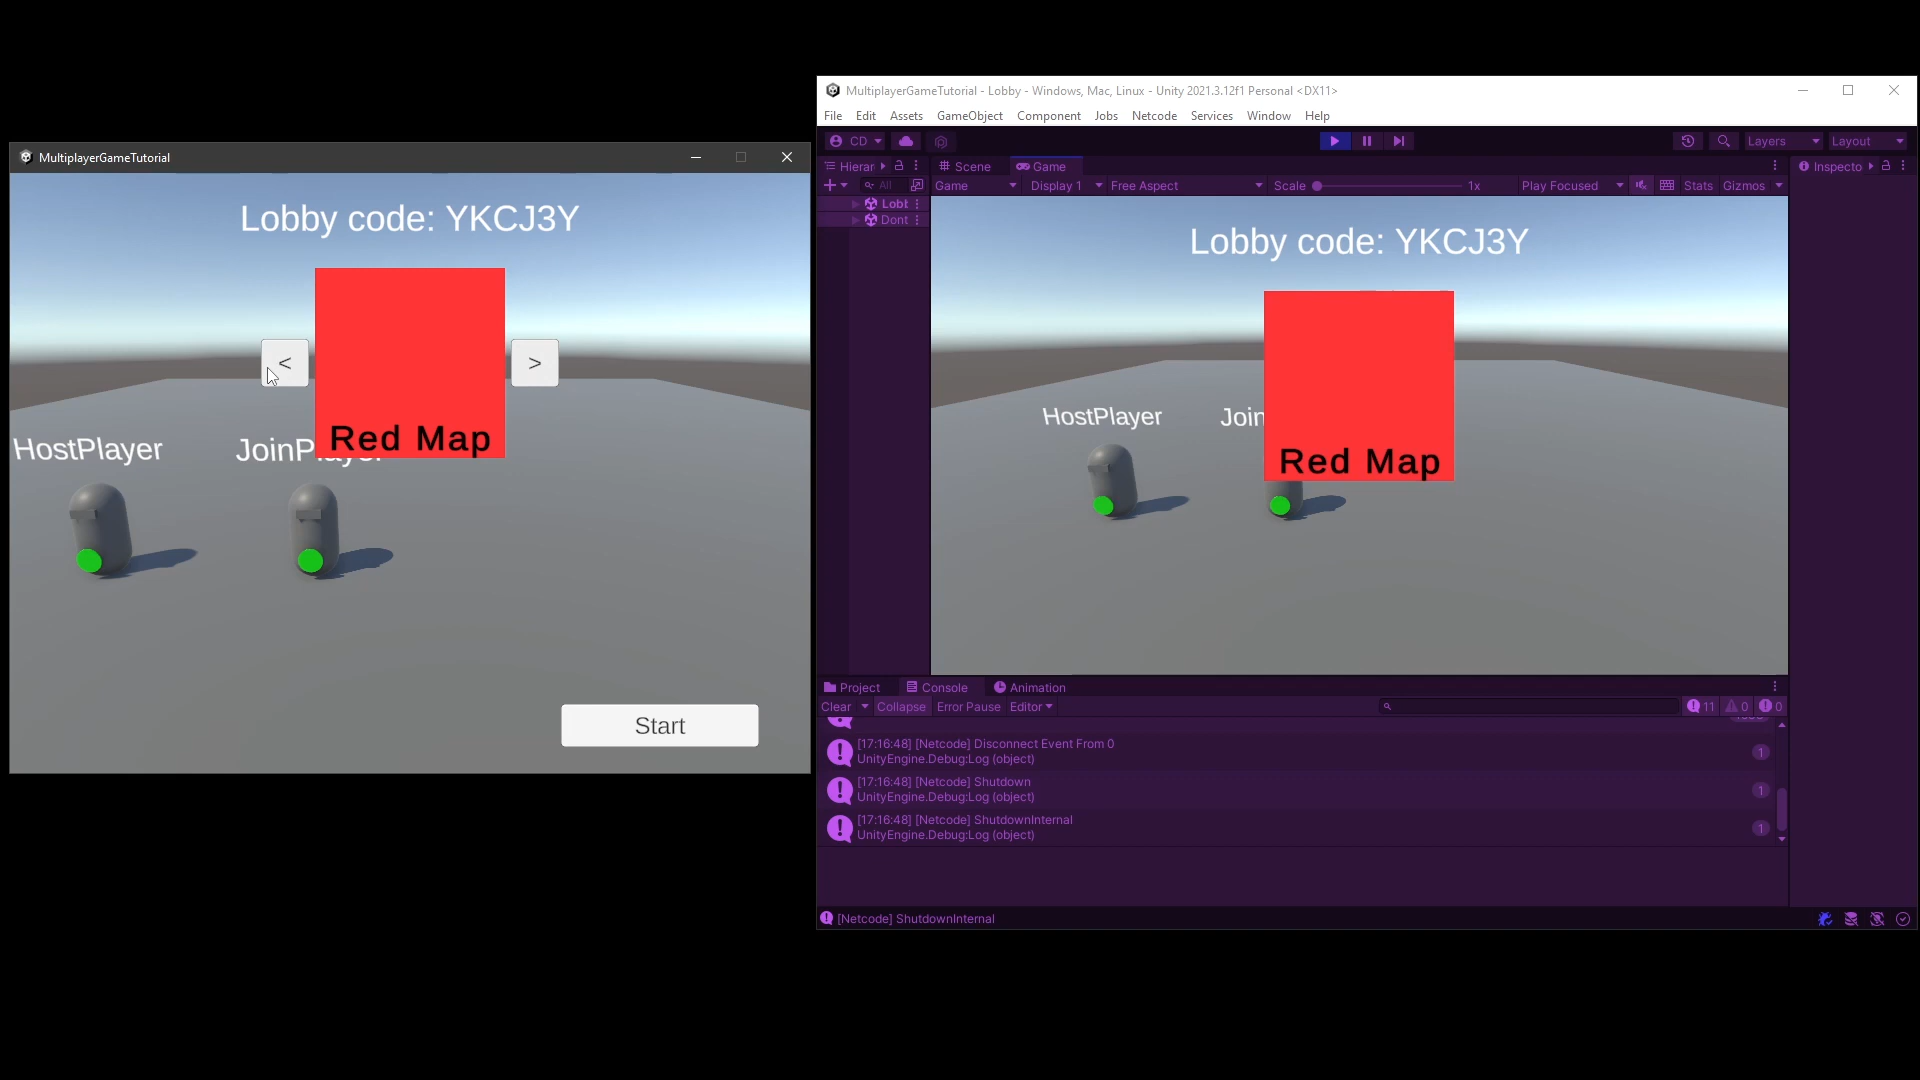 MultiplayerGameTutorial
Lobby code: YKCJ3Y
<
>
Red Map
HostPlayer
JoinPlayer
Start
MultiplayerGameTutorial - Lobby - Windows, Mac, Linux - Unity 2021.3.12f1 Personal <DX11>
File Edit Assets GameObject Component Jobs Netcode Services Window Help
CD
Layers Layout
Hierar
Scene Game
Inspecto
All
Game Display 1 Free Aspect Scale 1x Play Focused Stats Gizmos
Lobb
Dont
Lobby code: YKCJ3Y
HostPlayer
Join
Red Map
Project Console Animation
Clear Collapse Error Pause Editor
11 0 0
[17:16:48] [Netcode] Disconnect Event From 0
UnityEngine.Debug:Log (object)
1
[17:16:48] [Netcode] Shutdown
UnityEngine.Debug:Log (object)
1
[17:16:48] [Netcode] ShutdownInternal
UnityEngine.Debug:Log (object)
1
[Netcode] ShutdownInternal